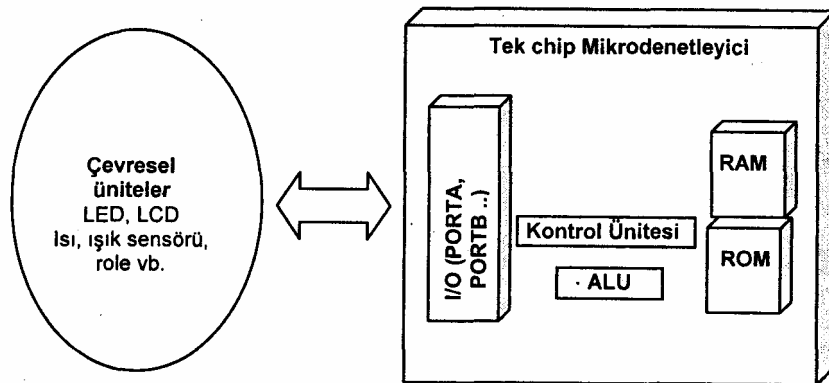 Çevresel
üniteler
LED, LCD
Isı, ışık sensörü,
role vb.
Tek chip Mikrodenetleyici
I/O (PORTA,
PORTB ..)
Kontrol Ünitesi
ALU
RAM
ROM